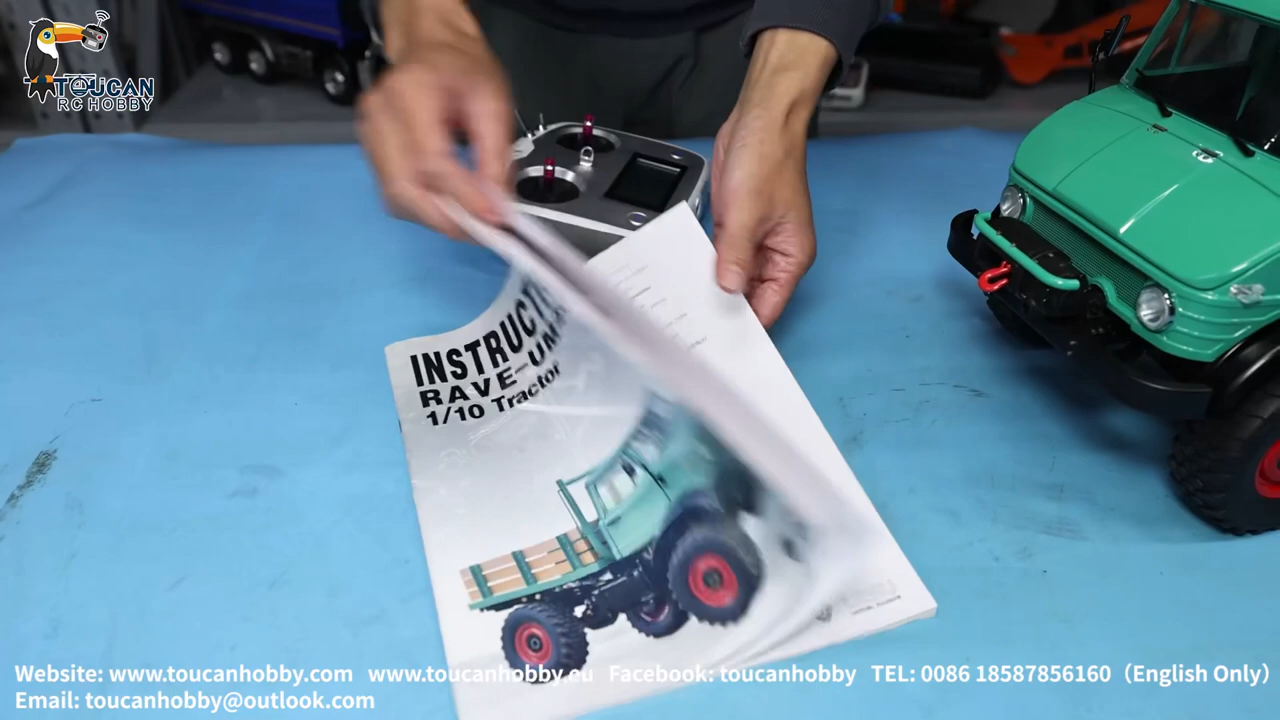 TOUCAN
RC HOBBY
INSTRUCT
RAVE-UM
1/10 Tractor
Website: www.toucanhobby.com www.toucanhobby.eu Facebook: toucanhobby TEL: 0086 18587856160（English Only）
Email: toucanhobby@outlook.com